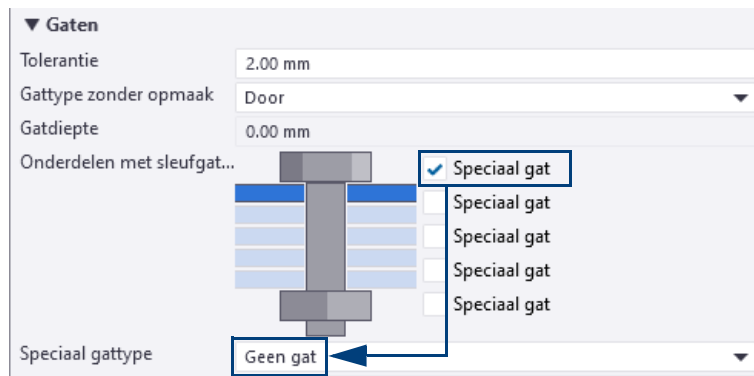 Gaten
Tolerantie 2.00 mm
Gattype zonder opmaak Door
Gatdiepte 0.00 mm
Onderdelen met sleufgat... Speciaal gat
Speciaal gat
Speciaal gat
Speciaal gat
Speciaal gat
Speciaal gattype Geen gat